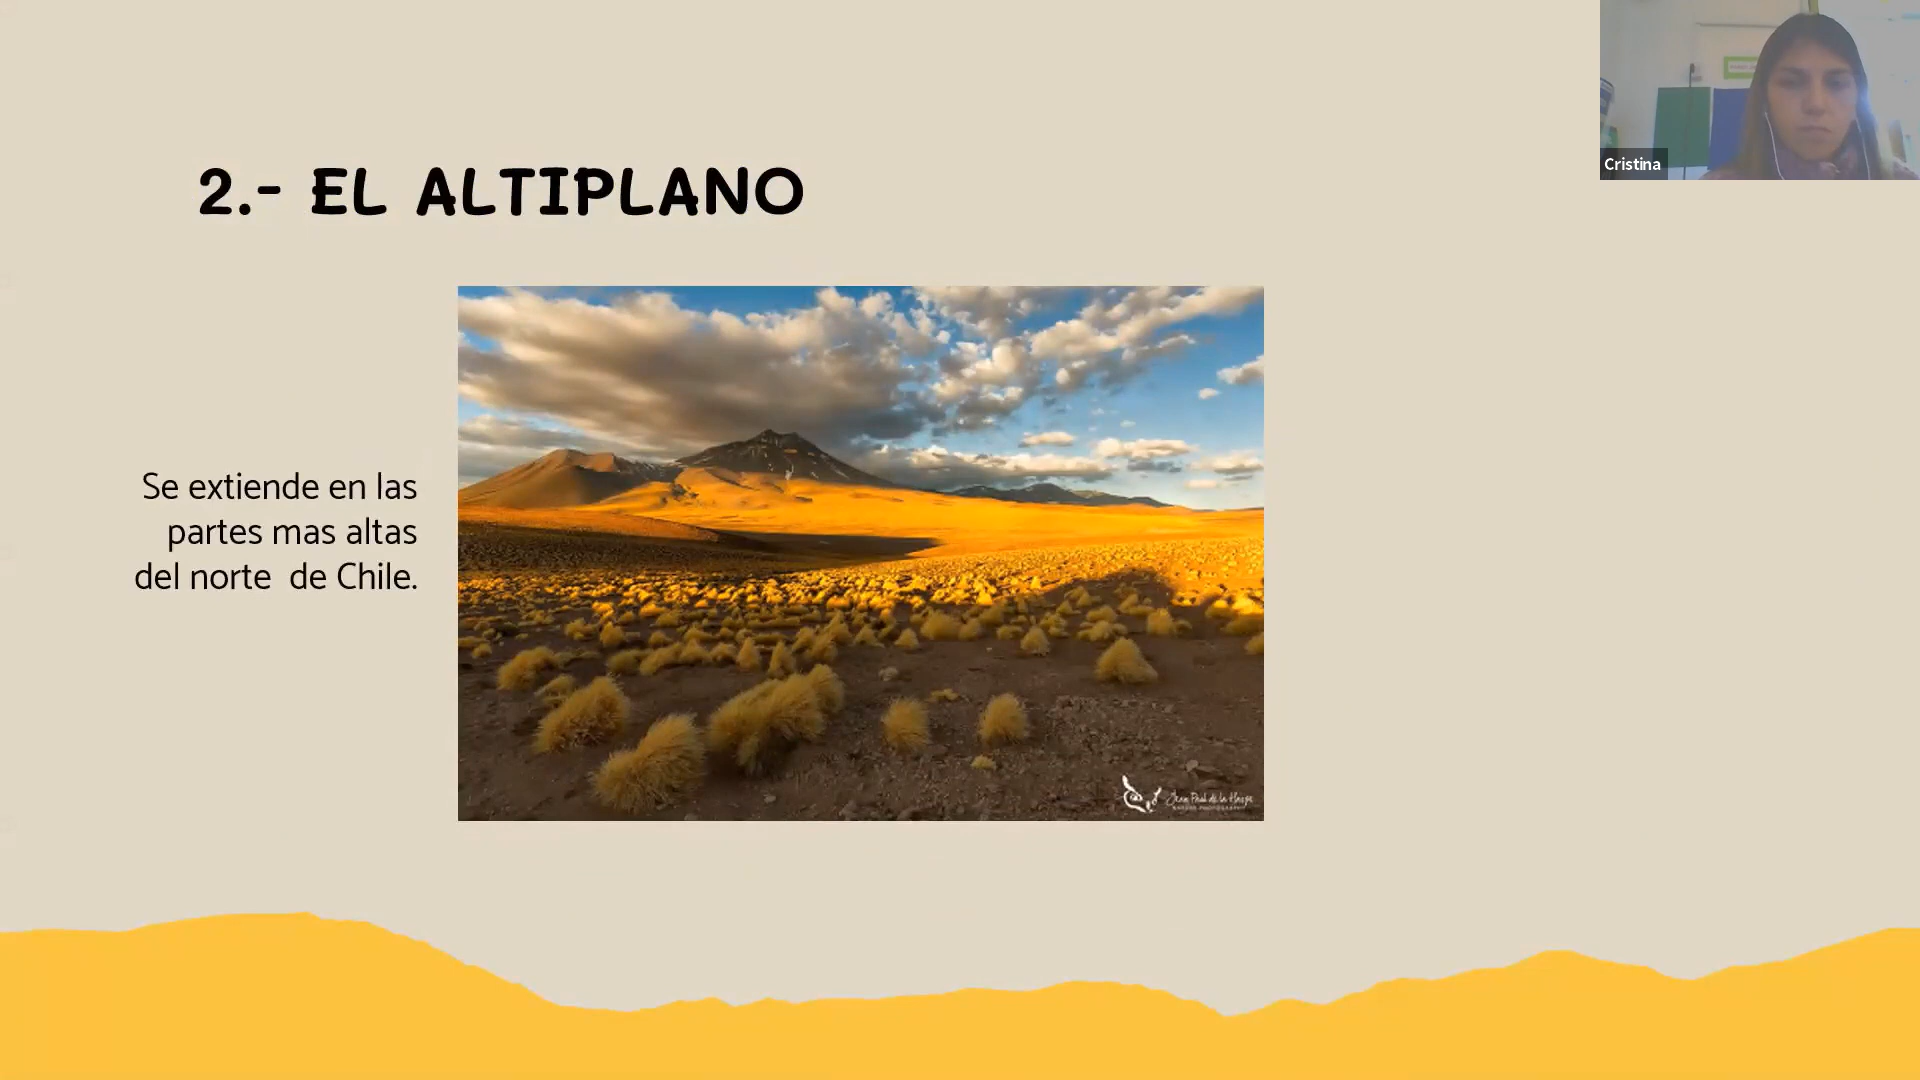 2.- EL ALTIPLANO
Se extiende en las
partes mas altas
del norte  de Chile.
Cristina